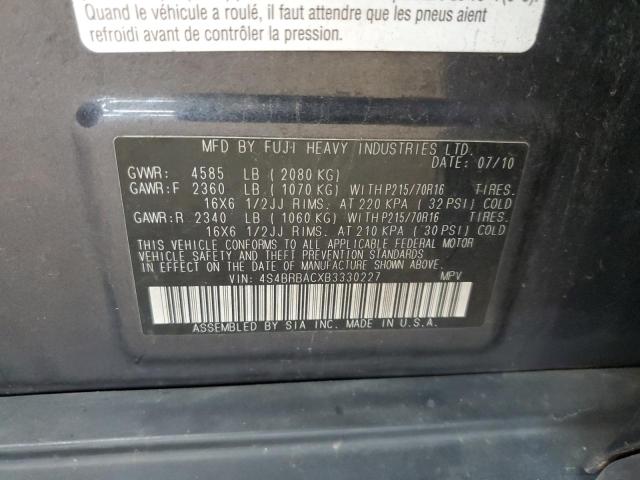 Quand le véhicule a roulé, il faut attendre que les pneus aient
refroidi avant de contrôler la pression.
MFD BY FUJI HEAVY INDUSTRIES LTD.
DATE: 07/10
GVWR: 4585 LB ( 2080 KG)
GAWR:F 2360 LB. ( 1070 KG) WITH P215/70R16 TIRES.
16X6 1/2JJ RIMS. AT 220 KPA ( 32 PSI) COLD
GAWR:R 2340 LB ( 1060 KG) WITH P215/70R16 TIRES.
16X6 1/2JJ RIMS. AT 210 KPA ( 30 PSI) COLD
THIS VEHICLE CONFORMS TO ALL APPLICABLE FEDERAL MOTOR
VEHICLE SAFETY AND THEFT PREVENTION STANDARDS IN
EFFECT ON THE DATE OF MANUFACTURE SHOWN ABOVE.
VIN: 4S4BRBACXB3330227 MPV
ASSEMBLED BY SIA INC. MADE IN U.S.A.